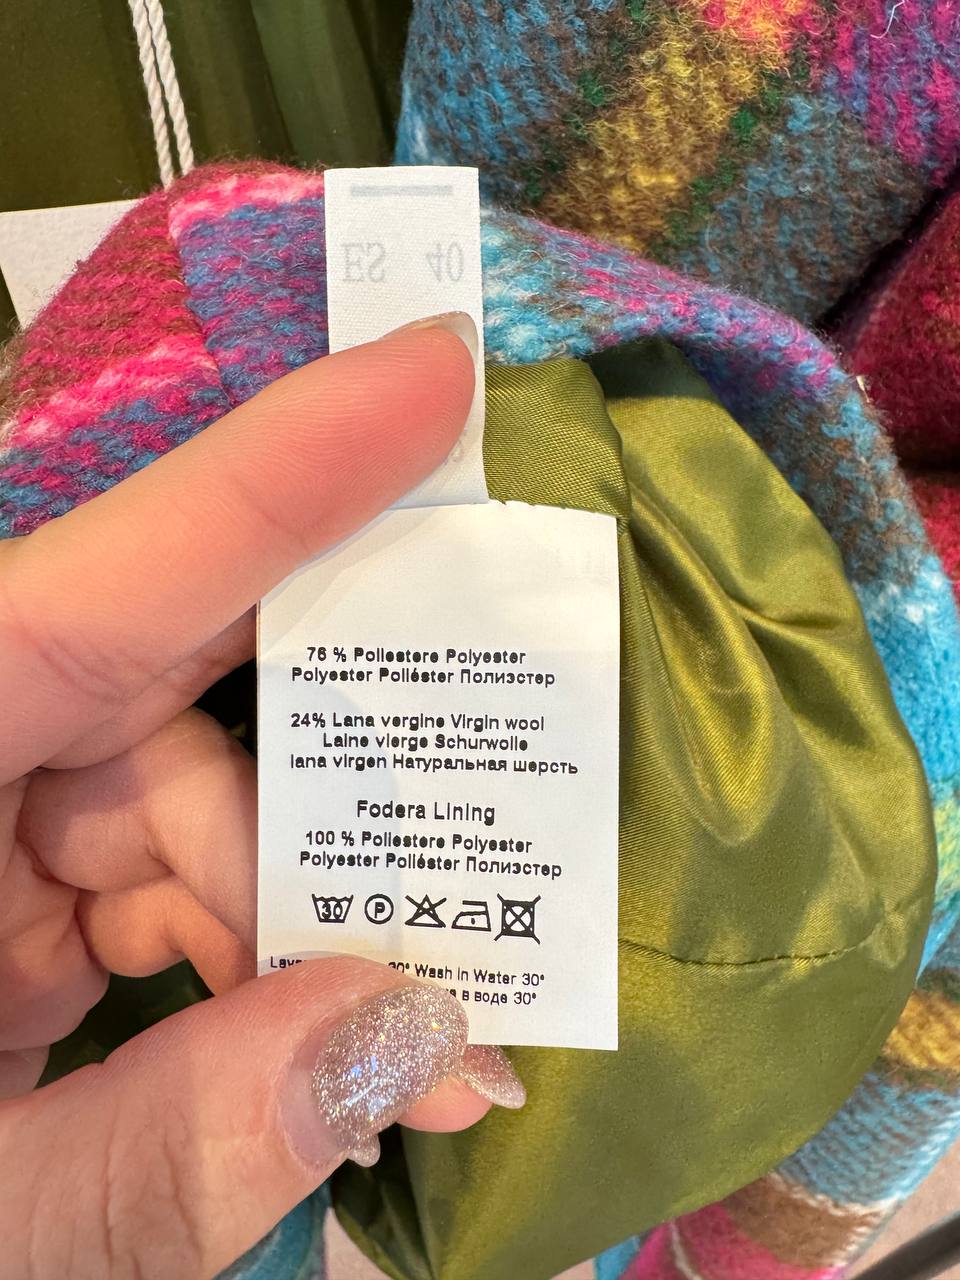 ES 40
76 % Poliestere Polyester
Polyester Poliéster Полиэстер
24% Lana vergine Virgin wool
Laine vierge Schurwolle
lana virgen Натуральная шерсть
Fodera Lining
100 % Poliestere Polyester
Polyester Poliéster Полиэстер
30 P
30° Wash in Water 30°
в воде 30°